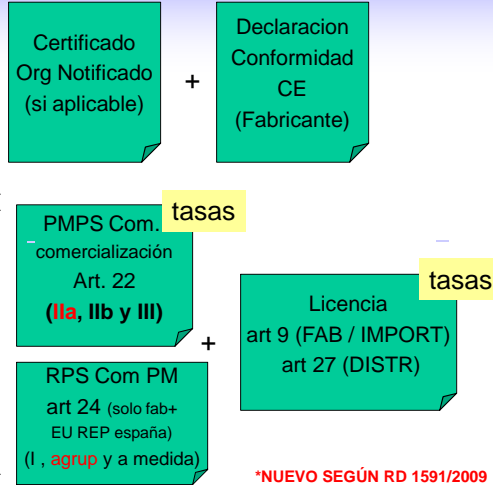 Certificado
Org Notificado
(si aplicable)
+
Declaracion
Conformidad
CE
(Fabricante)
tasas
PMPS Com.
comercialización
Art. 22
(IIa, IIb y III)
+
RPS Com PM
art 24 (solo fab+
EU REP españa)
(I , agrup y a medida)
tasas
Licencia
art 9 (FAB / IMPORT)
art 27 (DISTR)
*NUEVO SEGÚN RD 1591/2009